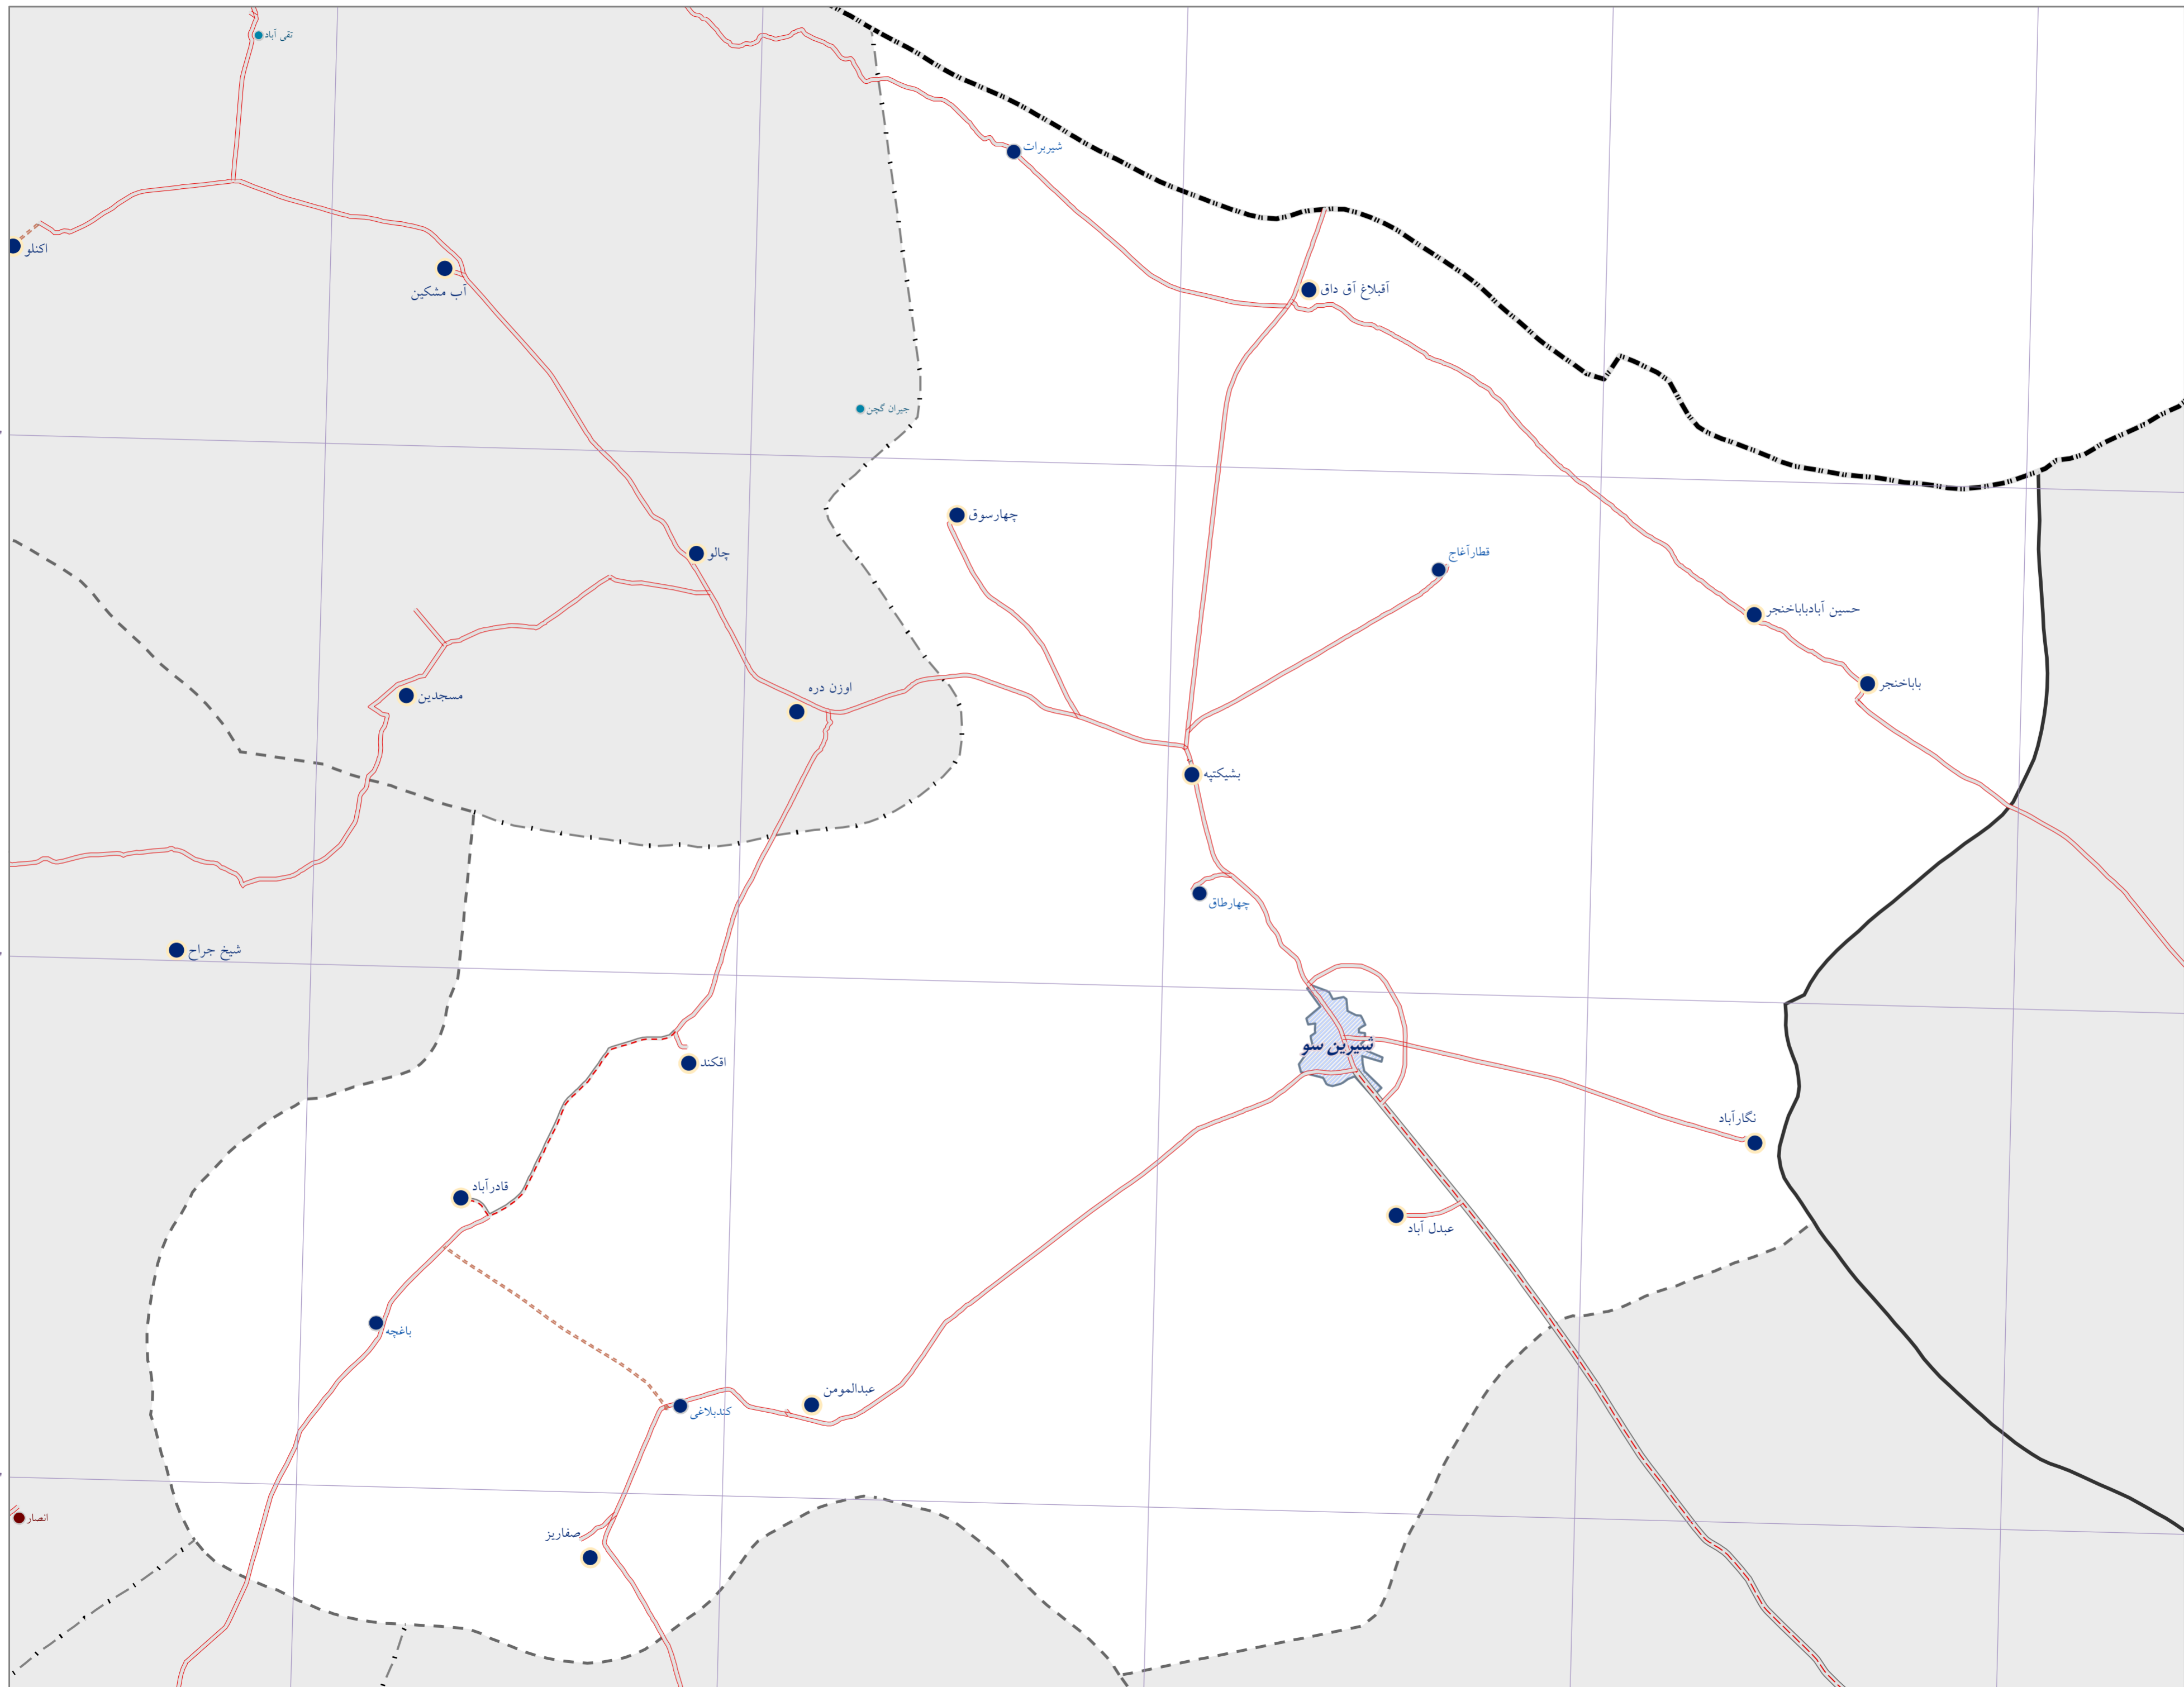 تقی آباد
شیربرات
اکنلو
آب مشکین
آقبلاغ آق داق
جیران گچن
چهارسوق
چالو
قطارآغاج
حسین آبادباباخنجر
باباخنجر
مسجدین
اوزن دره
بشیکتپه
چهارطاق
شیخ جراح
شیرین سو
اقکند
نگارآباد
قادرآباد
عبدل آباد
باغچه
عبدالمومن
کندبلاغی
انصار
صفاریز